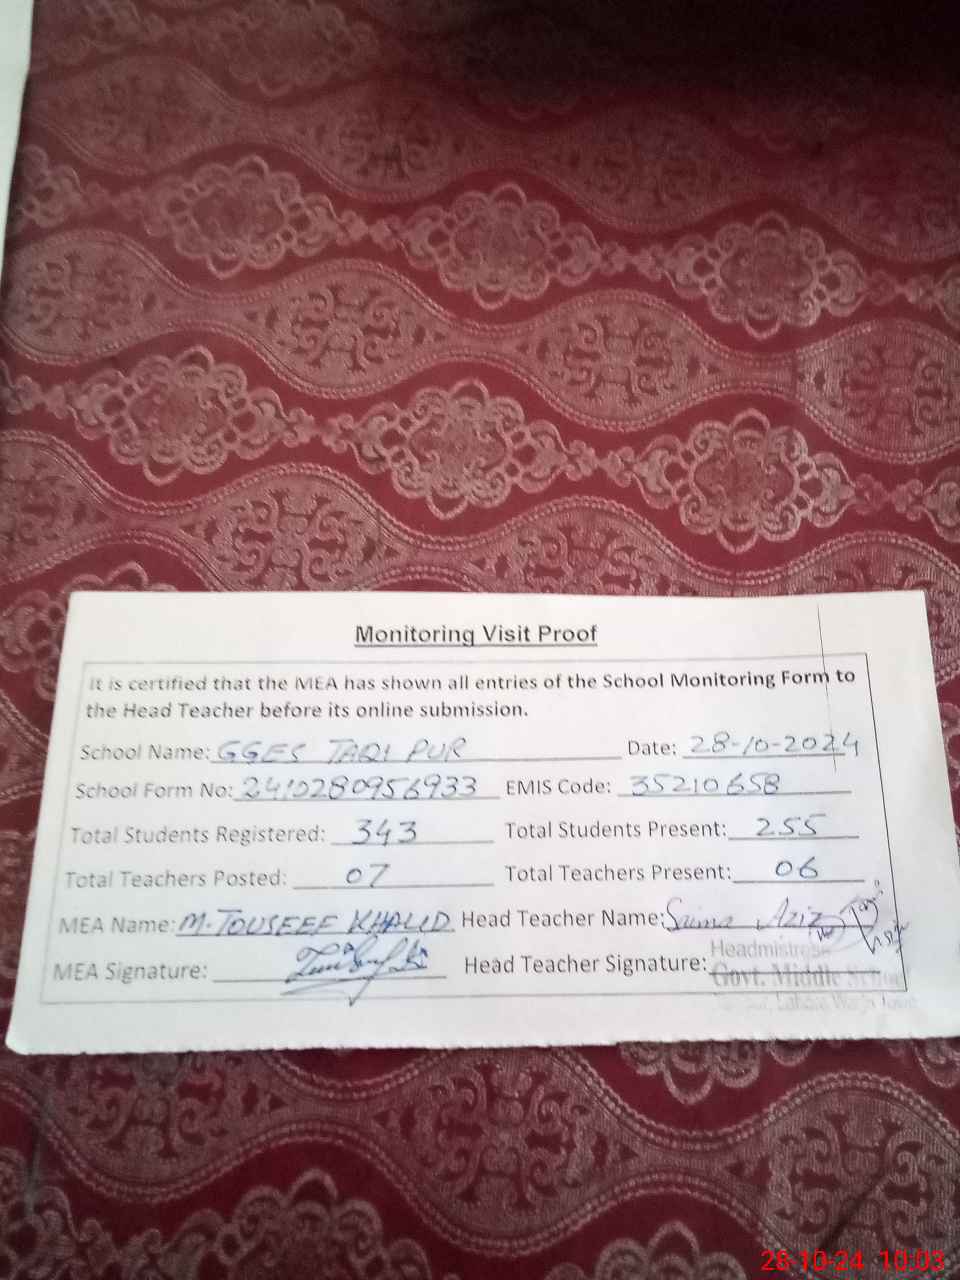 Monitoring Visit Proof
It is certified that the MEA has shown all entries of the School Monitoring Form to
the Head Teacher before its online submission.
School Name: GGES TAQI PUR Date: 28-10-2024
School Form No: 2410280956933 EMIS Code: 35210658
Total Students Registered: 343 Total Students Present: 255
Total Teachers Posted: 07 Total Teachers Present: 06
MEA Name: M. TOUSEEF KHALID Head Teacher Name: Saima Aziz
MEA Signature: Head Teacher Signature:
Headmistress
Govt. Middle School
Lahore
28-10-24 10:03